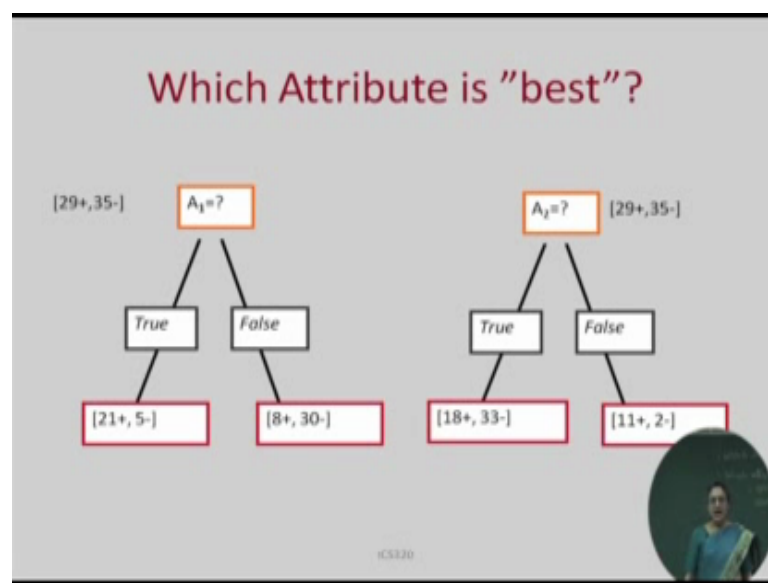 Which Attribute is ”best”?
[29+,35-] A₁=? A₂=? [29+,35-]
True False True False
[21+, 5-] [8+, 30-] [18+, 33-] [11+, 2-]
ICS320